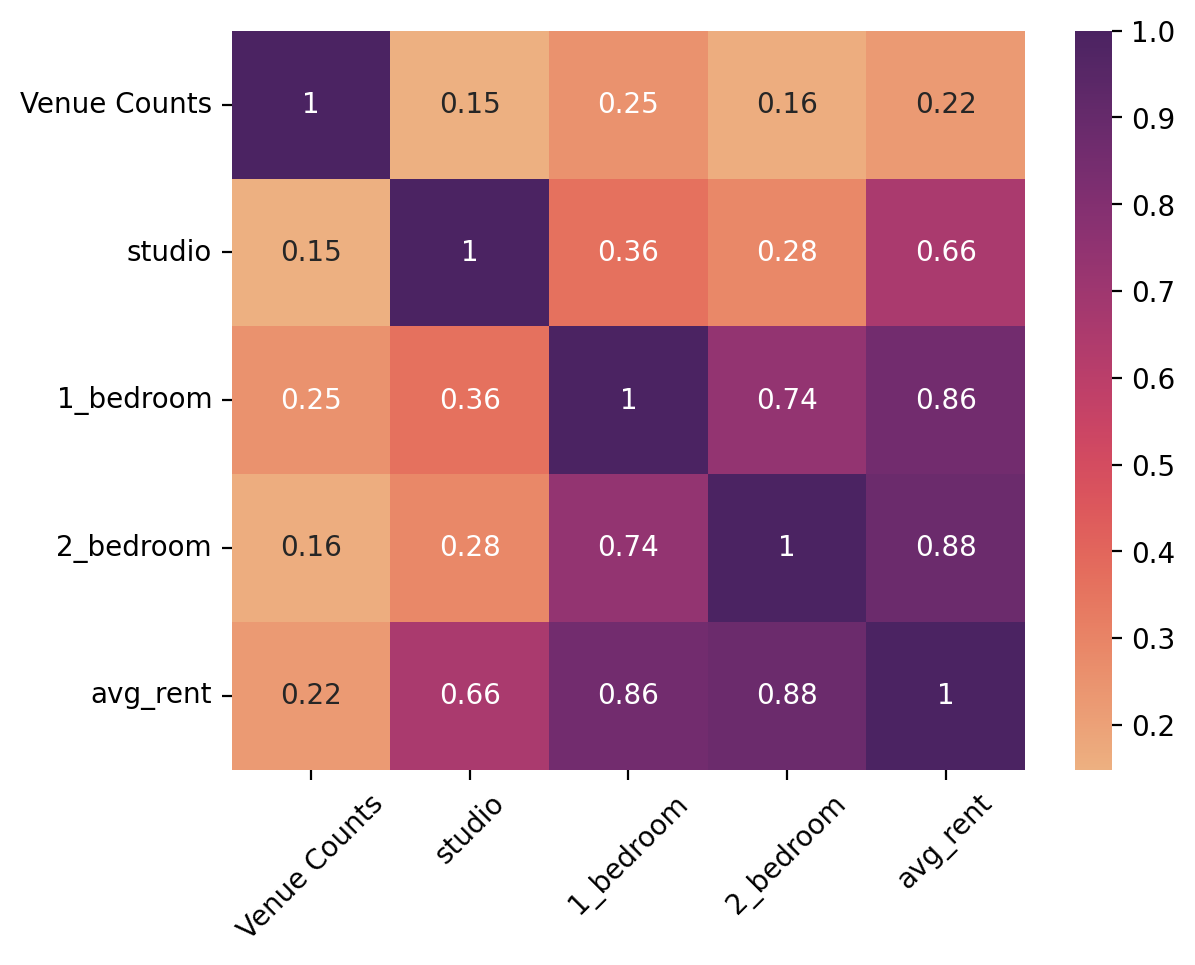 Venue Counts 1 0.15 0.25 0.16 0.22
studio 0.15 1 0.36 0.28 0.66
1_bedroom 0.25 0.36 1 0.74 0.86
2_bedroom 0.16 0.28 0.74 1 0.88
avg_rent 0.22 0.66 0.86 0.88 1
Venue Counts studio 1_bedroom 2_bedroom avg_rent
1.0
0.9
0.8
0.7
0.6
0.5
0.4
0.3
0.2